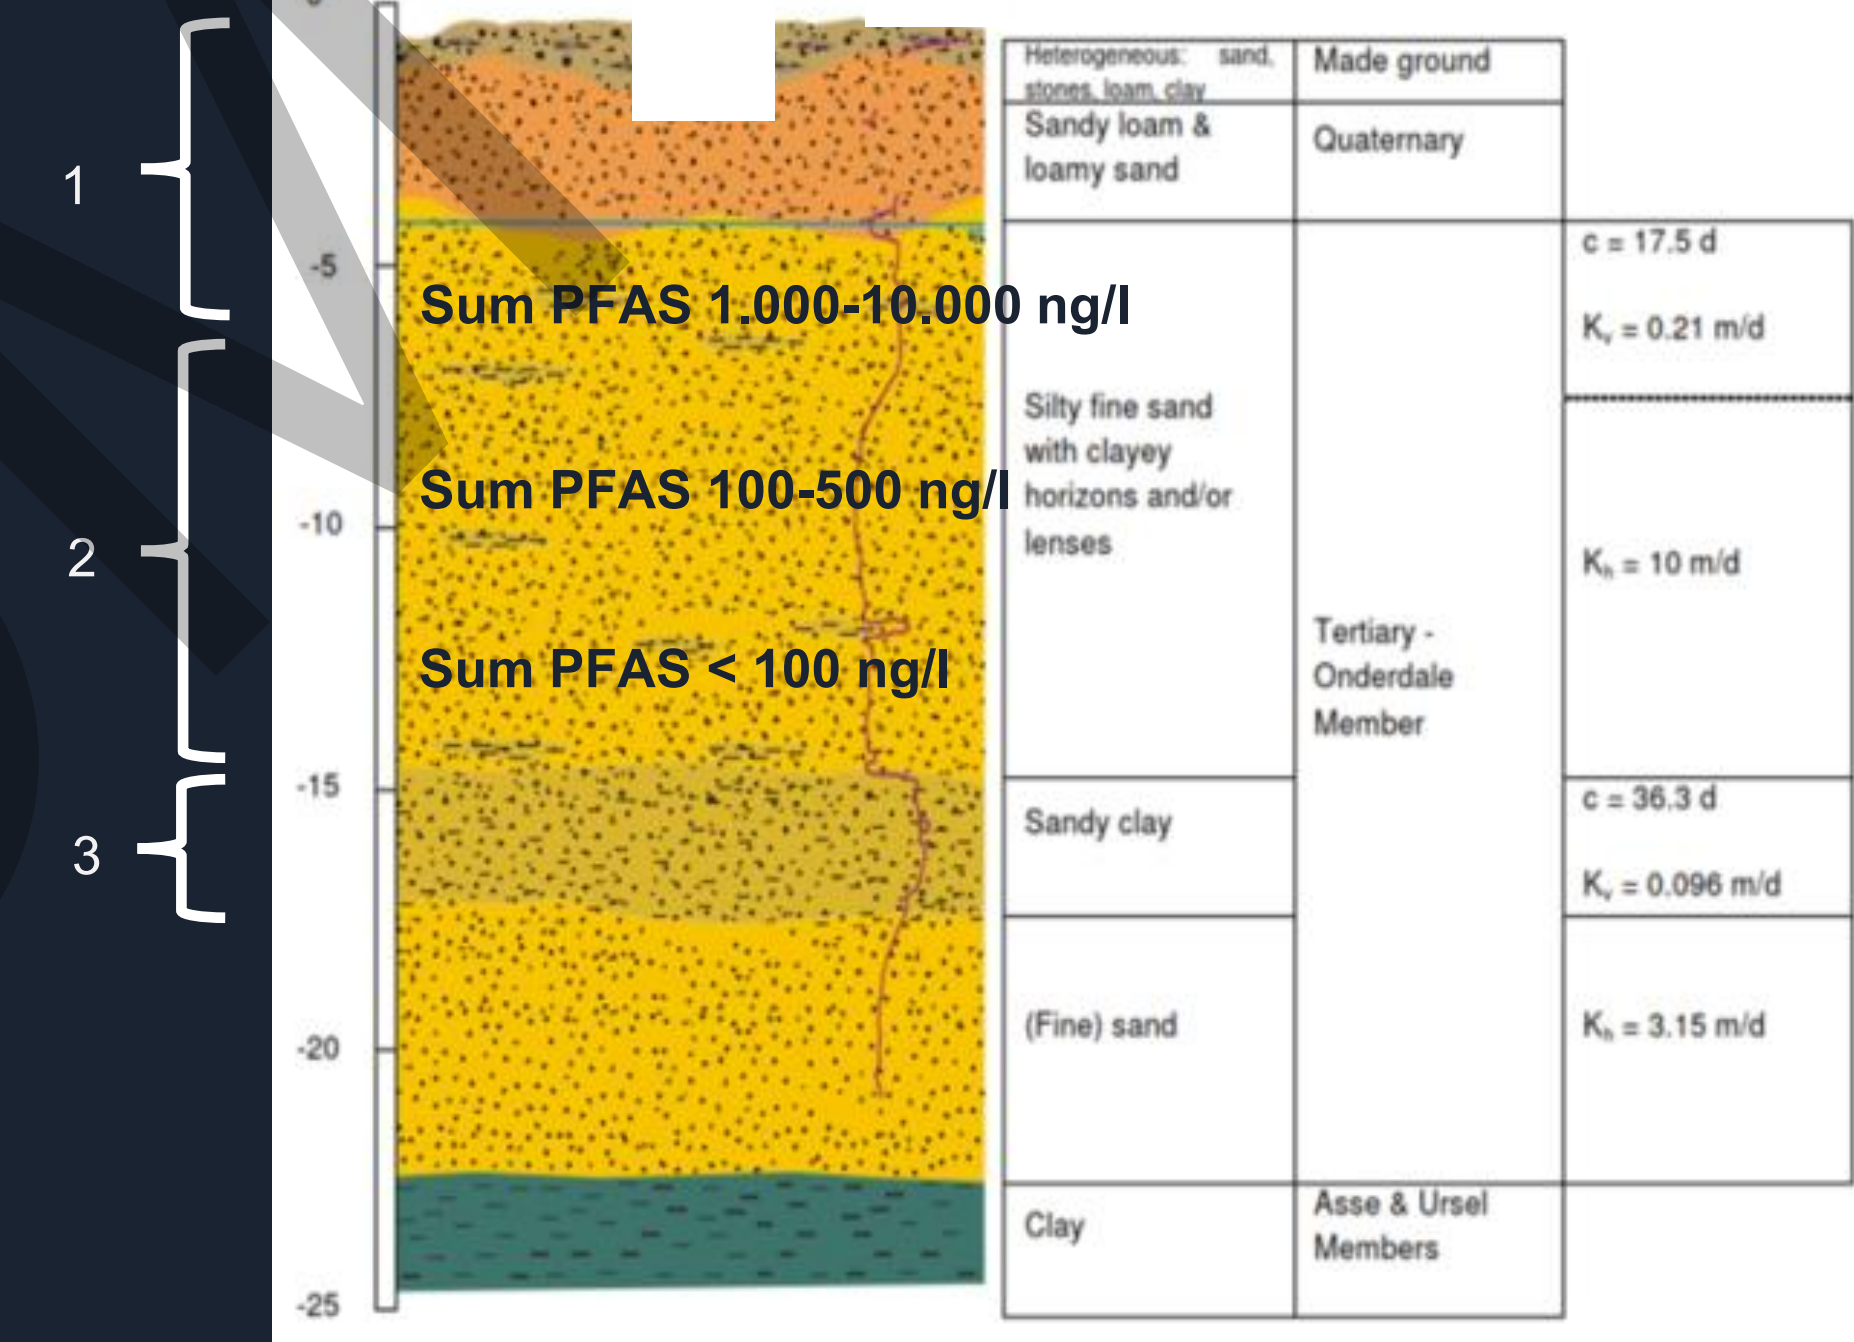 1
2
3
-5
-10
-15
-20
-25
Sum PFAS 1.000-10.000 ng/l
Sum PFAS 100-500 ng/l
Sum PFAS < 100 ng/l
Heterogeneous: sand,
stones, loam, clay
Made ground
Sandy loam &
loamy sand
Quaternary
Silty fine sand
with clayey
horizons and/or
lenses
Tertiary -
Onderdale
Member
c = 17.5 d
Kᵥ = 0.21 m/d
Kₕ = 10 m/d
Sandy clay
c = 36.3 d
Kᵥ = 0.096 m/d
(Fine) sand
Kₕ = 3.15 m/d
Clay
Asse & Ursel
Members